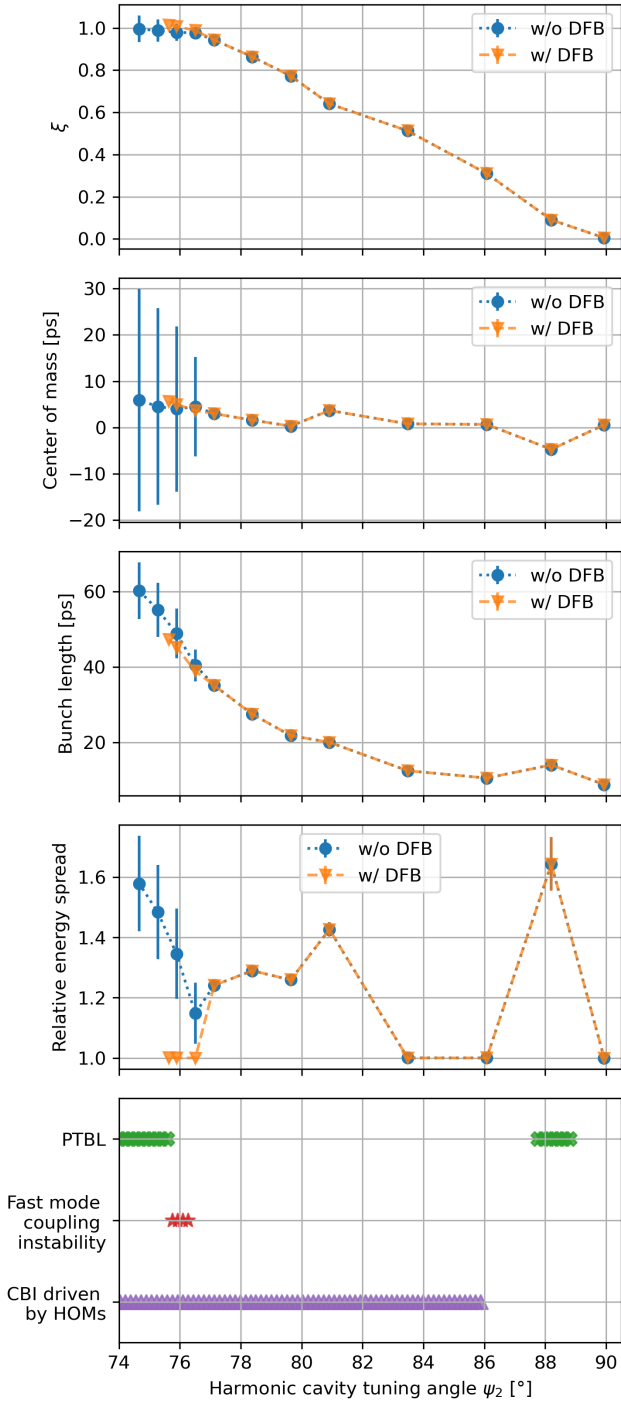 1.0
0.8
0.6
0.4
0.2
0.0
ξ
w/o DFB
w/ DFB
30
20
10
0
−10
−20
Center of mass [ps]
w/o DFB
w/ DFB
60
40
20
Bunch length [ps]
w/o DFB
w/ DFB
1.6
1.4
1.2
1.0
Relative energy spread
w/o DFB
w/ DFB
PTBL
Fast mode
coupling
instability
CBI driven
by HOMs
74 76 78 80 82 84 86 88 90
Harmonic cavity tuning angle ψ₂ [°]